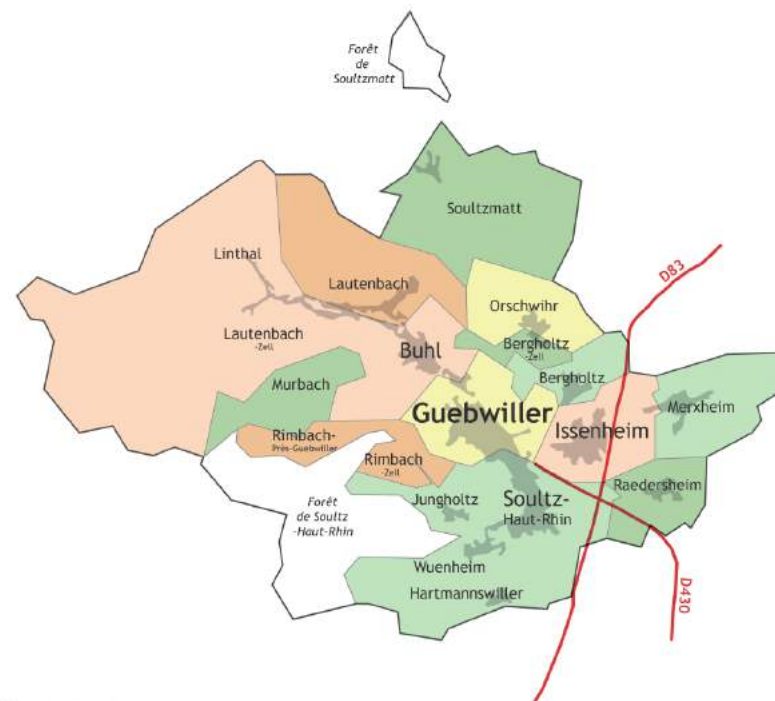 Forêt
de
Soultzmatt
Soultzmatt
Linthal
Lautenbach
Orschwihr
Lautenbach
-Zell
Buhl
Bergholtz
-Zell
Bergholtz
Murbach
Merxheim
Guebwiller
Issenheim
Rimbach-
Près-Guebwiller
Rimbach
-Zell
Raedersheim
Jungholtz
Soultz-
Haut-Rhin
Forêt
de Soultz
-Haut-Rhin
Wuenheim
Hartmannswiller
D83
D430